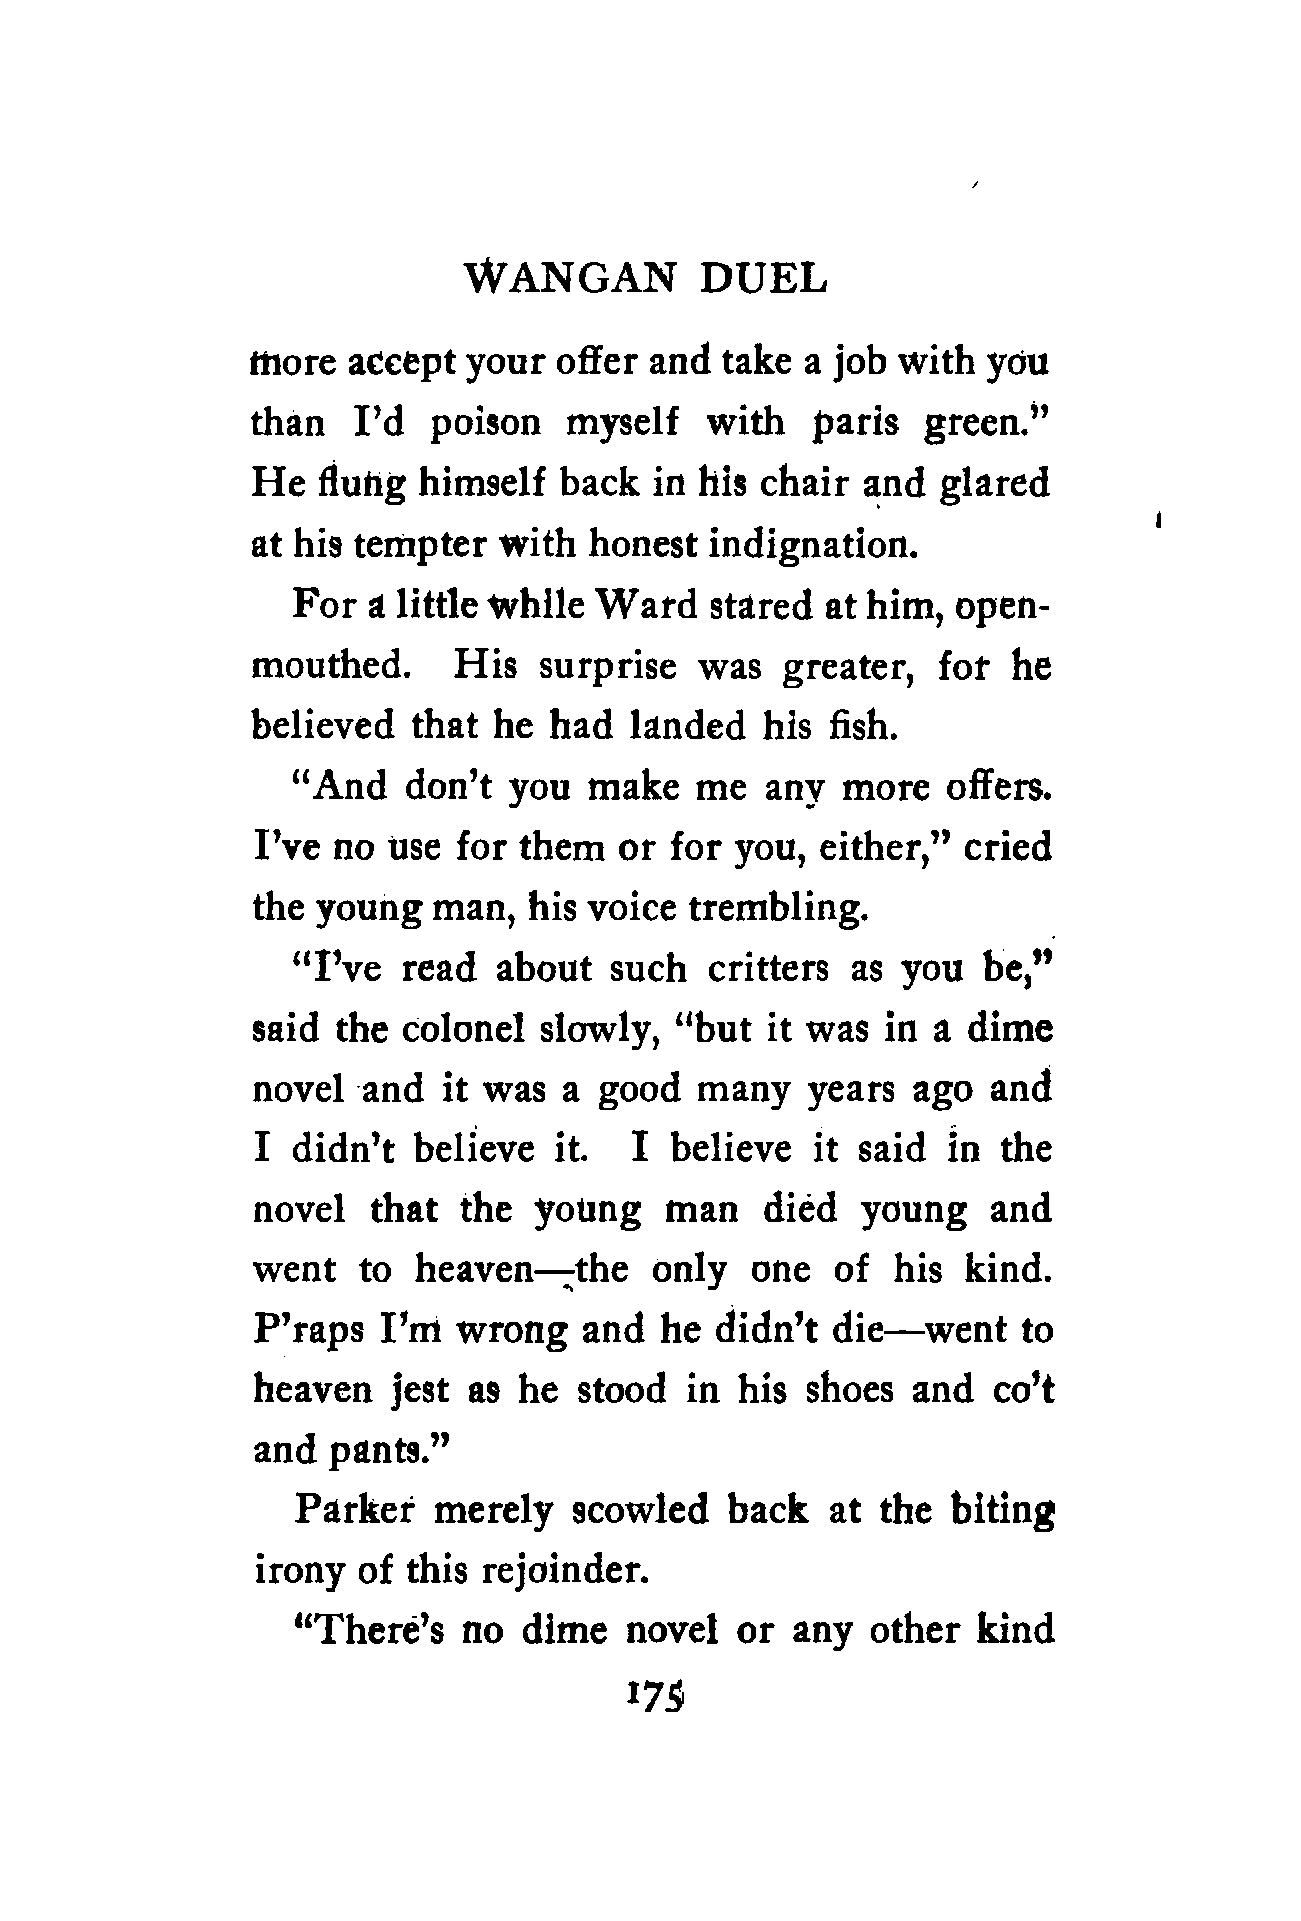 WANGAN DUEL
more accept your offer and take a job with you
than I'd poison myself with paris green."
He flung himself back in his chair and glared
at his tempter with honest indignation.
For a little while Ward stared at him, open-
mouthed. His surprise was greater, for he
believed that he had landed his fish.
"And don't you make me any more offers.
I've no use for them or for you, either," cried
the young man, his voice trembling.
"I've read about such critters as you be,"
said the colonel slowly, "but it was in a dime
novel and it was a good many years ago and
I didn't believe it. I believe it said in the
novel that the young man died young and
went to heaven—the only one of his kind.
P'raps I'm wrong and he didn't die—went to
heaven jest as he stood in his shoes and co't
and pants."
Parker merely scowled back at the biting
irony of this rejoinder.
"There's no dime novel or any other kind
175